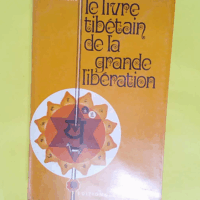 le livre
tibétain
de la
grande
libération